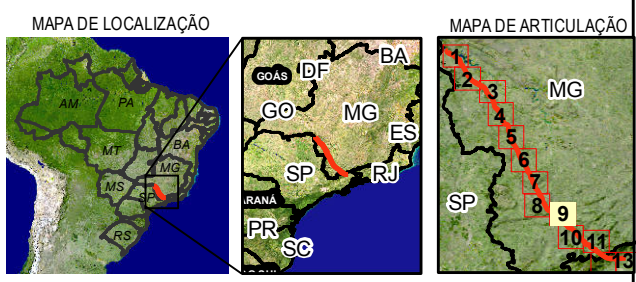 MAPA DE LOCALIZAÇÃO
AM
PA
MT
BA
MG
MS
SP
RS
GOÁS
DF
BA
GO
MG
ES
SP
RJ
ARANÁ
PR
SC
MAPA DE ARTICULAÇÃO
1
2
3
MG
4
5
6
7
8
SP
9
10
11
13